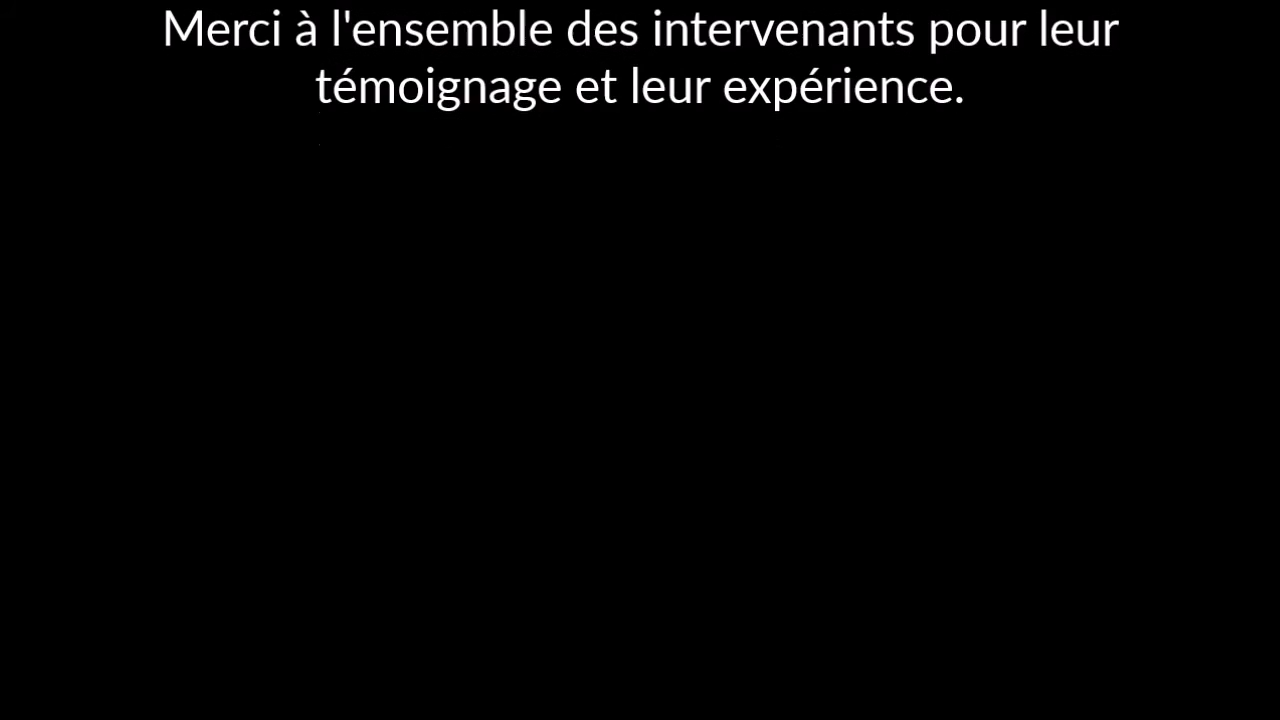 Merci à l'ensemble des intervenants pour leur
témoignage et leur expérience.